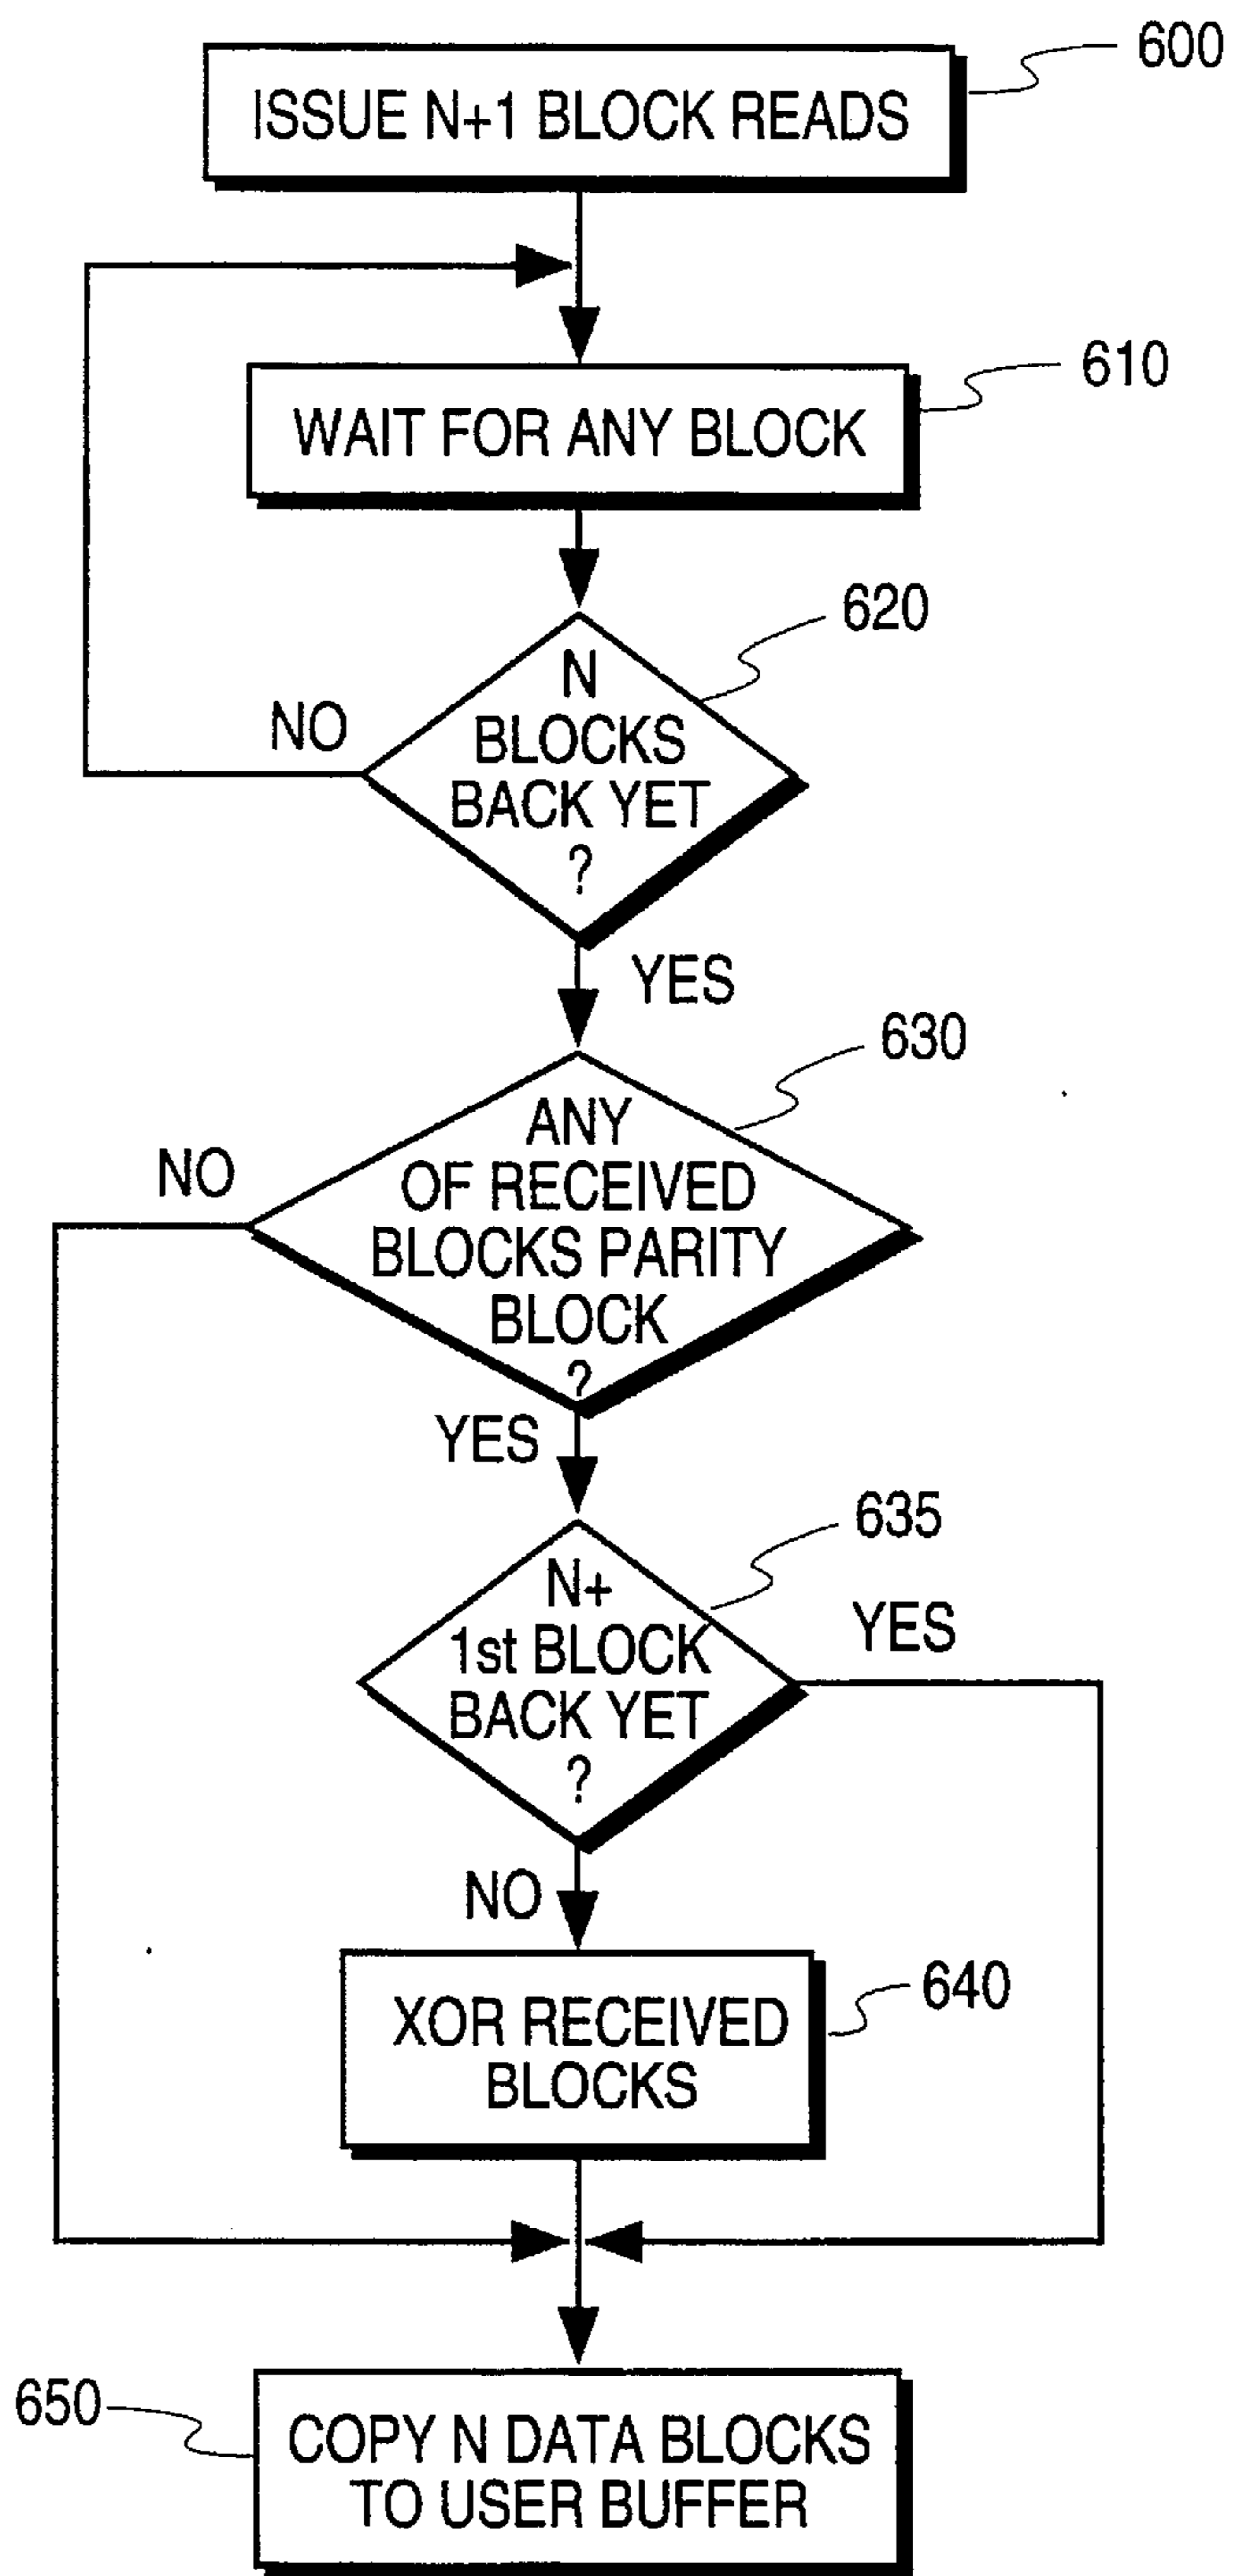 600
ISSUE N+1 BLOCK READS
610
WAIT FOR ANY BLOCK
620
N
BLOCKS
BACK YET
?
NO
YES
630
ANY
OF RECEIVED
BLOCKS PARITY
BLOCK
?
NO
YES
635
N+
1st BLOCK
BACK YET
?
YES
NO
640
XOR RECEIVED
BLOCKS
650
COPY N DATA BLOCKS
TO USER BUFFER